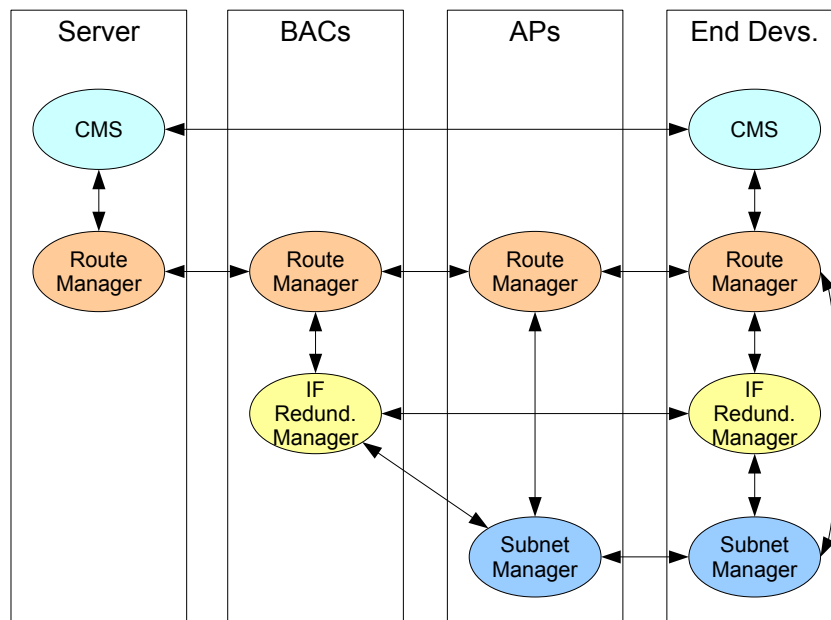 Server
BACs
APs
End Devs.
CMS
CMS
Route
Manager
Route
Manager
Route
Manager
Route
Manager
IF
Redund.
Manager
IF
Redund.
Manager
Subnet
Manager
Subnet
Manager